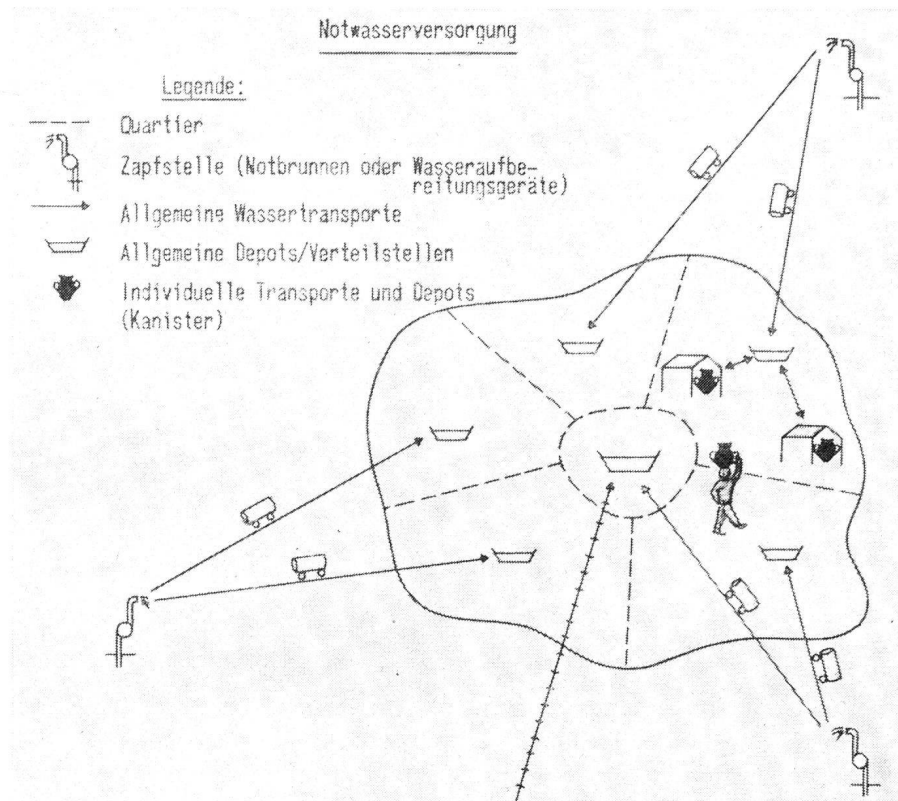 Notwasserversorgung
Legende:
Quartier
Zapfstelle (Notbrunnen oder Wasseraufbe-
reitungsgeräte)
Allgemeine Wassertransporte
Allgemeine Depots/Verteilstellen
Individuelle Transporte und Depots
(Kanister)